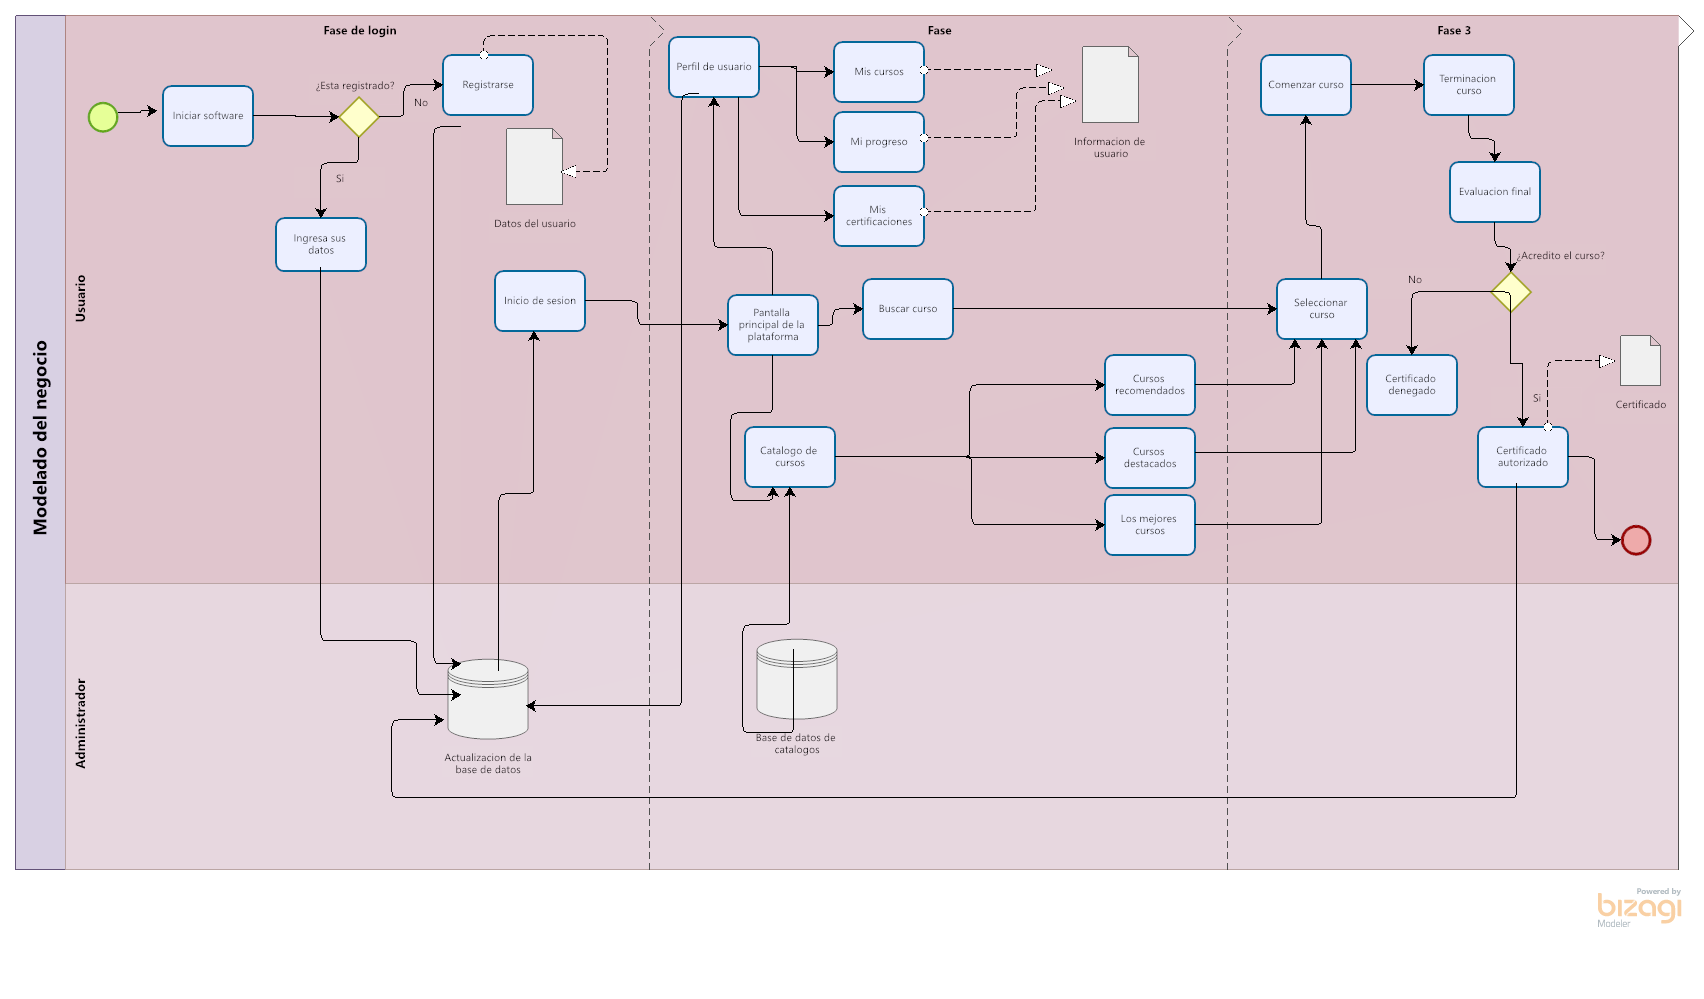 Modelado del negocio
Usuario
Administrador
Fase de login
Fase
Fase 3
Iniciar software
¿Esta registrado?
No
Si
Registrarse
Datos del usuario
Ingresa sus
datos
Inicio de sesion
Actualizacion de la
base de datos
Perfil de usuario
Mis cursos
Mi progreso
Mis
certificaciones
Informacion de
usuario
Pantalla
principal de la
plataforma
Buscar curso
Catalogo de
cursos
Cursos
recomendados
Cursos
destacados
Los mejores
cursos
Base de datos de
catalogos
Comenzar curso
Terminacion
curso
Evaluacion final
¿Acredito el curso?
No
Si
Seleccionar
curso
Certificado
denegado
Certificado
autorizado
Certificado
Powered by
bizagi
Modeler